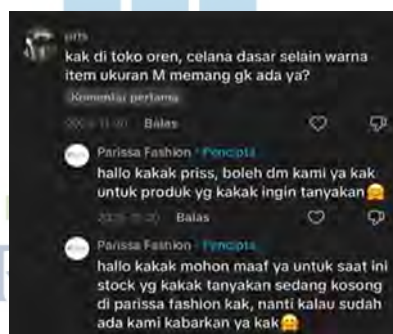 priss
kak di toko oren, celana dasar selain warna
item ukuran M memang gk ada ya?
Komentar pertama
Balas
Parissa Fashion · Pencipta
hallo kakak priss, boleh dm kami ya kak
untuk produk yg kakak ingin tanyakan🤗
Balas
Parissa Fashion · Pencipta
hallo kakak mohon maaf ya untuk saat ini
stock yg kakak tanyakan sedang kosong
di parissa fashion kak, nanti kalau sudah
ada kami kabarkan ya kak🤗